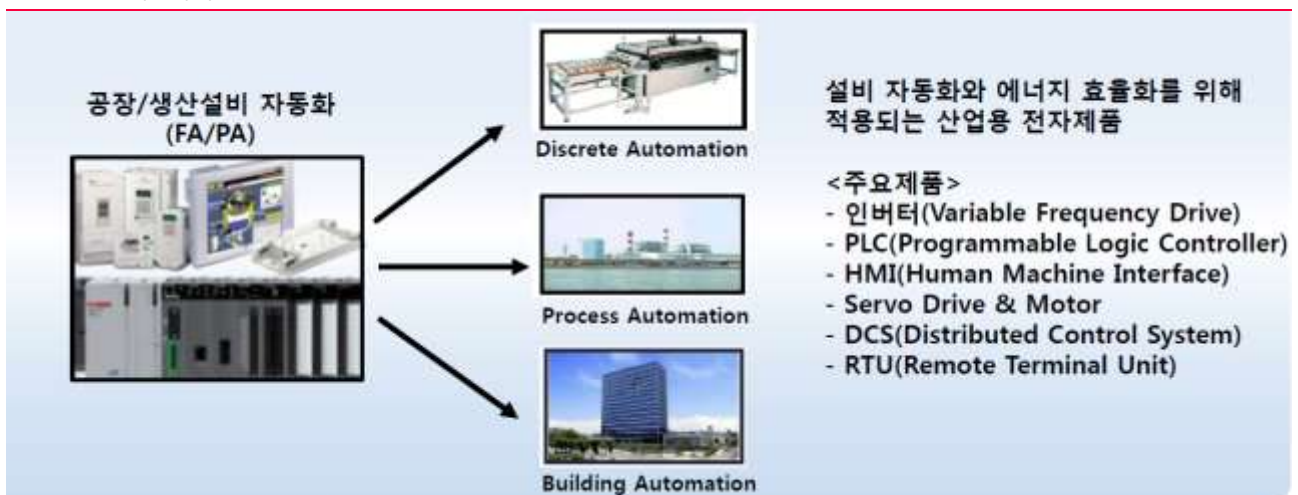 공장/생산설비 자동화
(FA/PA)
Discrete Automation
Process Automation
Building Automation
설비 자동화와 에너지 효율화를 위해
적용되는 산업용 전자제품
<주요제품>
- 인버터(Variable Frequency Drive)
- PLC(Programmable Logic Controller)
- HMI(Human Machine Interface)
- Servo Drive & Motor
- DCS(Distributed Control System)
- RTU(Remote Terminal Unit)